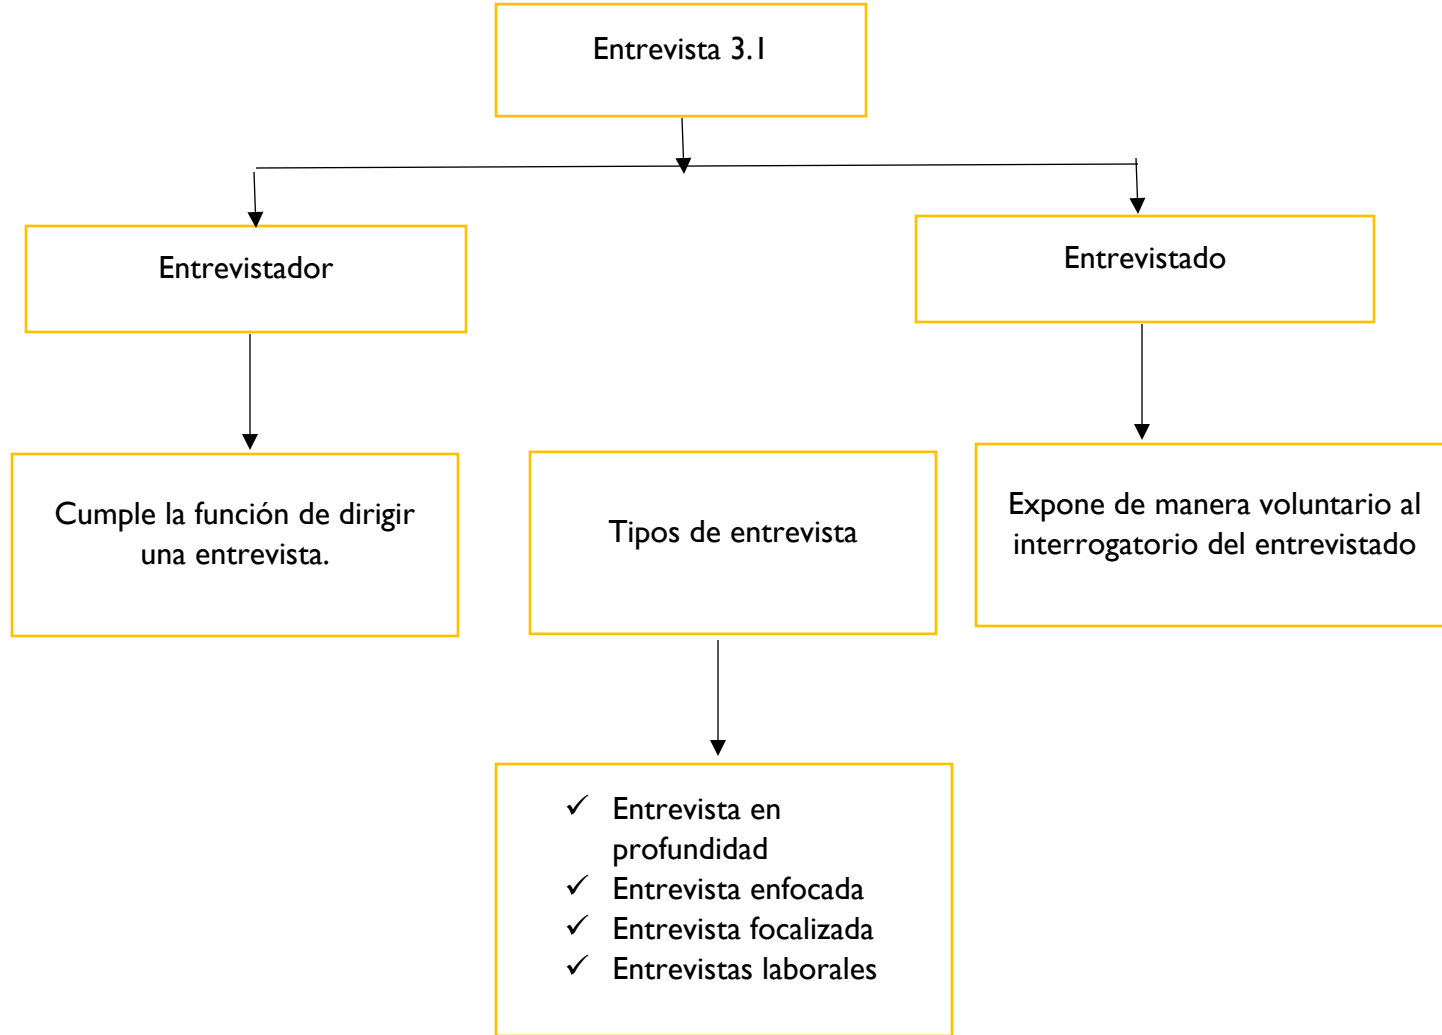 Entrevista 3.1
Entrevistador
Entrevistado
Cumple la función de dirigir
una entrevista.
Tipos de entrevista
Expone de manera voluntario al
interrogatorio del entrevistado
✓ Entrevista en
profundidad
✓ Entrevista enfocada
✓ Entrevista focalizada
✓ Entrevistas laborales